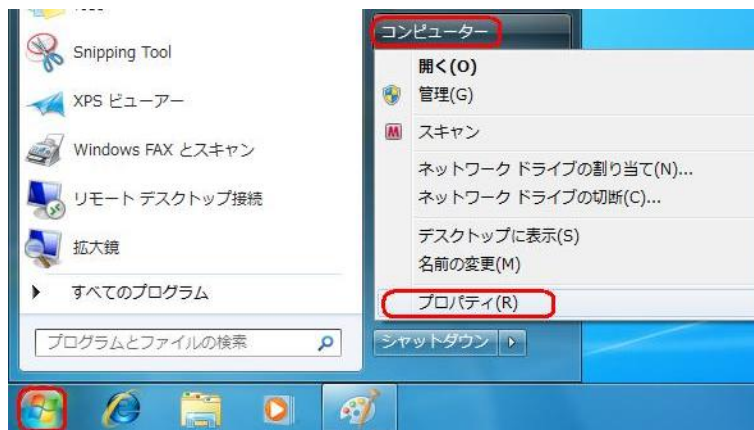 Snipping Tool
XPS ビューアー
Windows FAX とスキャン
リモート デスクトップ接続
拡大鏡
すべてのプログラム
プログラムとファイルの検索
コンピューター
開く(O)
管理(G)
スキャン
ネットワーク ドライブの割り当て(N)...
ネットワーク ドライブの切断(C)...
デスクトップに表示(S)
名前の変更(M)
プロパティ(R)
シャットダウン